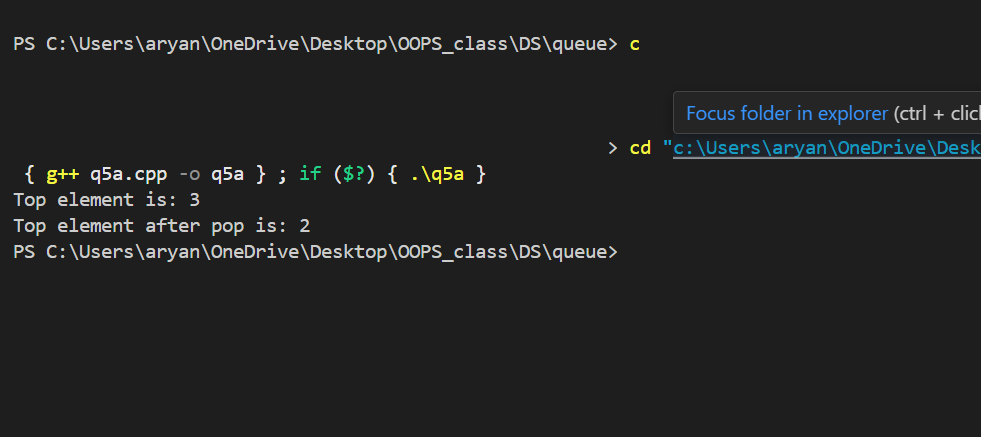 PS C:\Users\aryan\OneDrive\Desktop\OOPS_class\DS\queue> c
Focus folder in explorer (ctrl + clic
> cd "c:\Users\aryan\OneDrive\Desk
{ g++ q5a.cpp -o q5a } ; if ($?) { .\q5a }
Top element is: 3
Top element after pop is: 2
PS C:\Users\aryan\OneDrive\Desktop\OOPS_class\DS\queue>